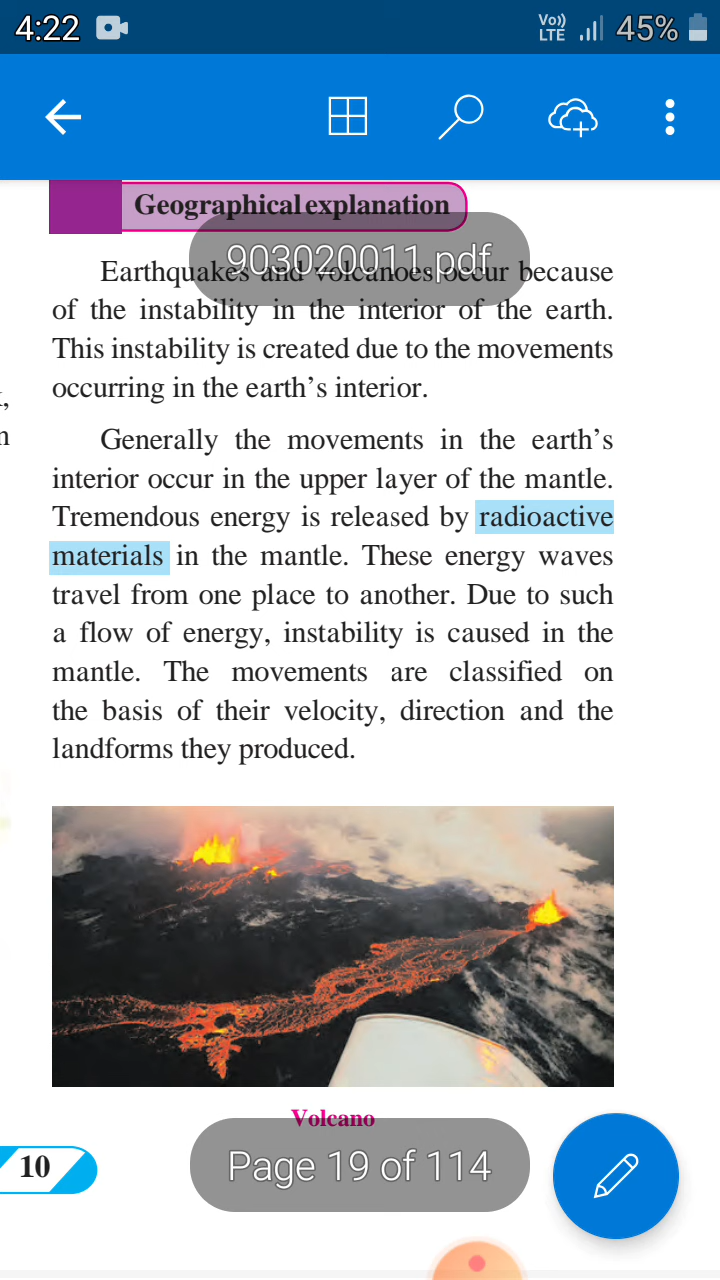 4:22
Vo)) LTE 45%
Geographical explanation
903020011.pdf
Earthquakes and volcanoes occur because
of the instability in the interior of the earth.
This instability is created due to the movements
occurring in the earth's interior.
Generally the movements in the earth's
interior occur in the upper layer of the mantle.
Tremendous energy is released by radioactive
materials in the mantle. These energy waves
travel from one place to another. Due to such
a flow of energy, instability is caused in the
mantle. The movements are classified on
the basis of their velocity, direction and the
landforms they produced.
Volcano
10
Page 19 of 114